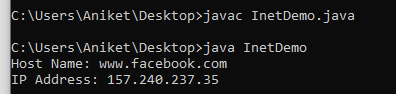 C:\Users\Aniket\Desktop>javac InetDemo.java
C:\Users\Aniket\Desktop>java InetDemo
Host Name: www.facebook.com
IP Address: 157.240.237.35